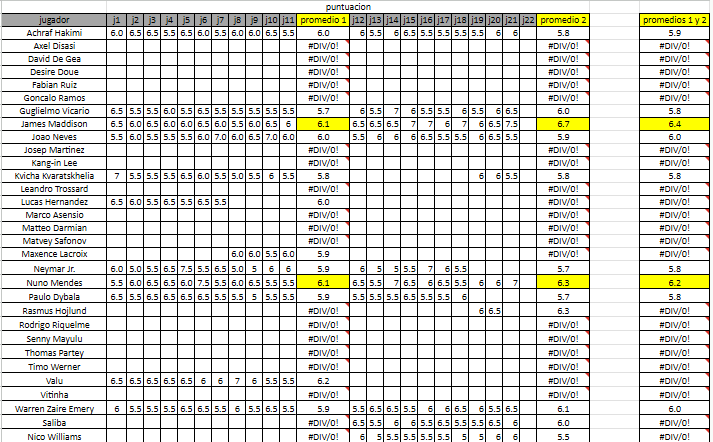 puntuacion
jugador j1 j2 j3 j4 j5 j6 j7 j8 j9 j10 j11 promedio 1 j12 j13 j14 j15 j16 j17 j18 j19 j20 j21 j22 promedio 2 promedios 1 y 2
Achraf Hakimi 6.0 6.5 6.5 5.5 6.5 6.0 5.5 6.0 6.0 6.5 5.5 6.0 6 5.5 6 6.5 5.5 5.5 5.5 5.5 6 6 5.8 5.9
Axel Disasi #DIV/0! #DIV/0! #DIV/0!
David De Gea #DIV/0! #DIV/0! #DIV/0!
Desire Doue #DIV/0! #DIV/0! #DIV/0!
Fabian Ruiz #DIV/0! #DIV/0! #DIV/0!
Goncalo Ramos #DIV/0! #DIV/0! #DIV/0!
Guglielmo Vicario 6.5 5.5 5.5 6.0 5.5 6.5 5.5 5.5 5.5 5.5 5.5 5.7 6 5.5 7 6 5.5 5.5 6 5.5 6 6.5 6.0 5.8
James Maddison 6.5 6.0 6.5 6.0 6.0 6.5 6.0 5.5 6.0 6.5 6 6.1 6.5 6.5 6.5 7 7 6 7 6 6.5 7.5 6.7 6.4
Joao Neves 5.5 6.0 5.5 5.5 5.5 6.0 7.0 6.0 6.5 7.0 6.0 6.0 5.5 6 6 6.5 5.5 5.5 6 6.5 5.5 5.9 6.0
Josep Martinez #DIV/0! #DIV/0! #DIV/0!
Kang-in Lee #DIV/0! #DIV/0! #DIV/0!
Kvicha Kvaratskhelia 7 5.5 5.5 5.5 6.5 6.0 5.5 5.0 5.5 6 5.5 5.8 6 6 5.5 5.8 5.8
Leandro Trossard #DIV/0! #DIV/0! #DIV/0!
Lucas Hernandez 6.5 6.0 5.5 6.5 5.5 6.5 5.5 6.0 #DIV/0! #DIV/0!
Marco Asensio #DIV/0! #DIV/0! #DIV/0!
Matteo Darmian #DIV/0! #DIV/0! #DIV/0!
Matvey Safonov #DIV/0! #DIV/0! #DIV/0!
Maxence Lacroix 6.0 6.0 5.5 6.0 5.9 #DIV/0! #DIV/0!
Neymar Jr. 6.0 5.0 5.5 6.5 7.5 5.5 6.5 5.0 5 6 6 5.9 6 5 5.5 5.5 7 6 5.5 5.7 5.8
Nuno Mendes 5.5 6.0 6.5 6.5 6.0 7.5 5.5 6.0 6.5 5.5 5.5 6.1 6.5 5.5 7 6.5 6 6.5 5.5 6 6 7 6.3 6.2
Paulo Dybala 6.5 5.5 6.5 6.5 6.5 6.5 5.5 5.5 5 5.5 5.5 5.9 5.5 5.5 5.5 6.5 5.5 5.5 6 5.7 5.8
Rasmus Hojlund #DIV/0! 6 6.5 6.3 #DIV/0!
Rodrigo Riquelme #DIV/0! #DIV/0! #DIV/0!
Senny Mayulu #DIV/0! #DIV/0! #DIV/0!
Thomas Partey #DIV/0! #DIV/0! #DIV/0!
Timo Werner #DIV/0! #DIV/0! #DIV/0!
Valu 6.5 6.5 6.5 6.5 6.5 6 6 7 6 5.5 5.5 6.2 #DIV/0! #DIV/0!
Vitinha #DIV/0! #DIV/0! #DIV/0!
Warren Zaire Emery 6 5.5 5.5 5.5 6.5 6.5 5.5 6 5.5 6.5 5.5 5.9 5.5 6.5 6.5 5.5 6 6 6.5 6 5.5 6.5 6.1 6.0
Saliba #DIV/0! 6.5 5.5 6 6.5 5.5 6.5 5.5 6.5 6 6 6.0 #DIV/0!
Nico Williams #DIV/0! 6 5.5 5.5 5.5 5.5 5.5 5 5 6 6 5.5 #DIV/0!